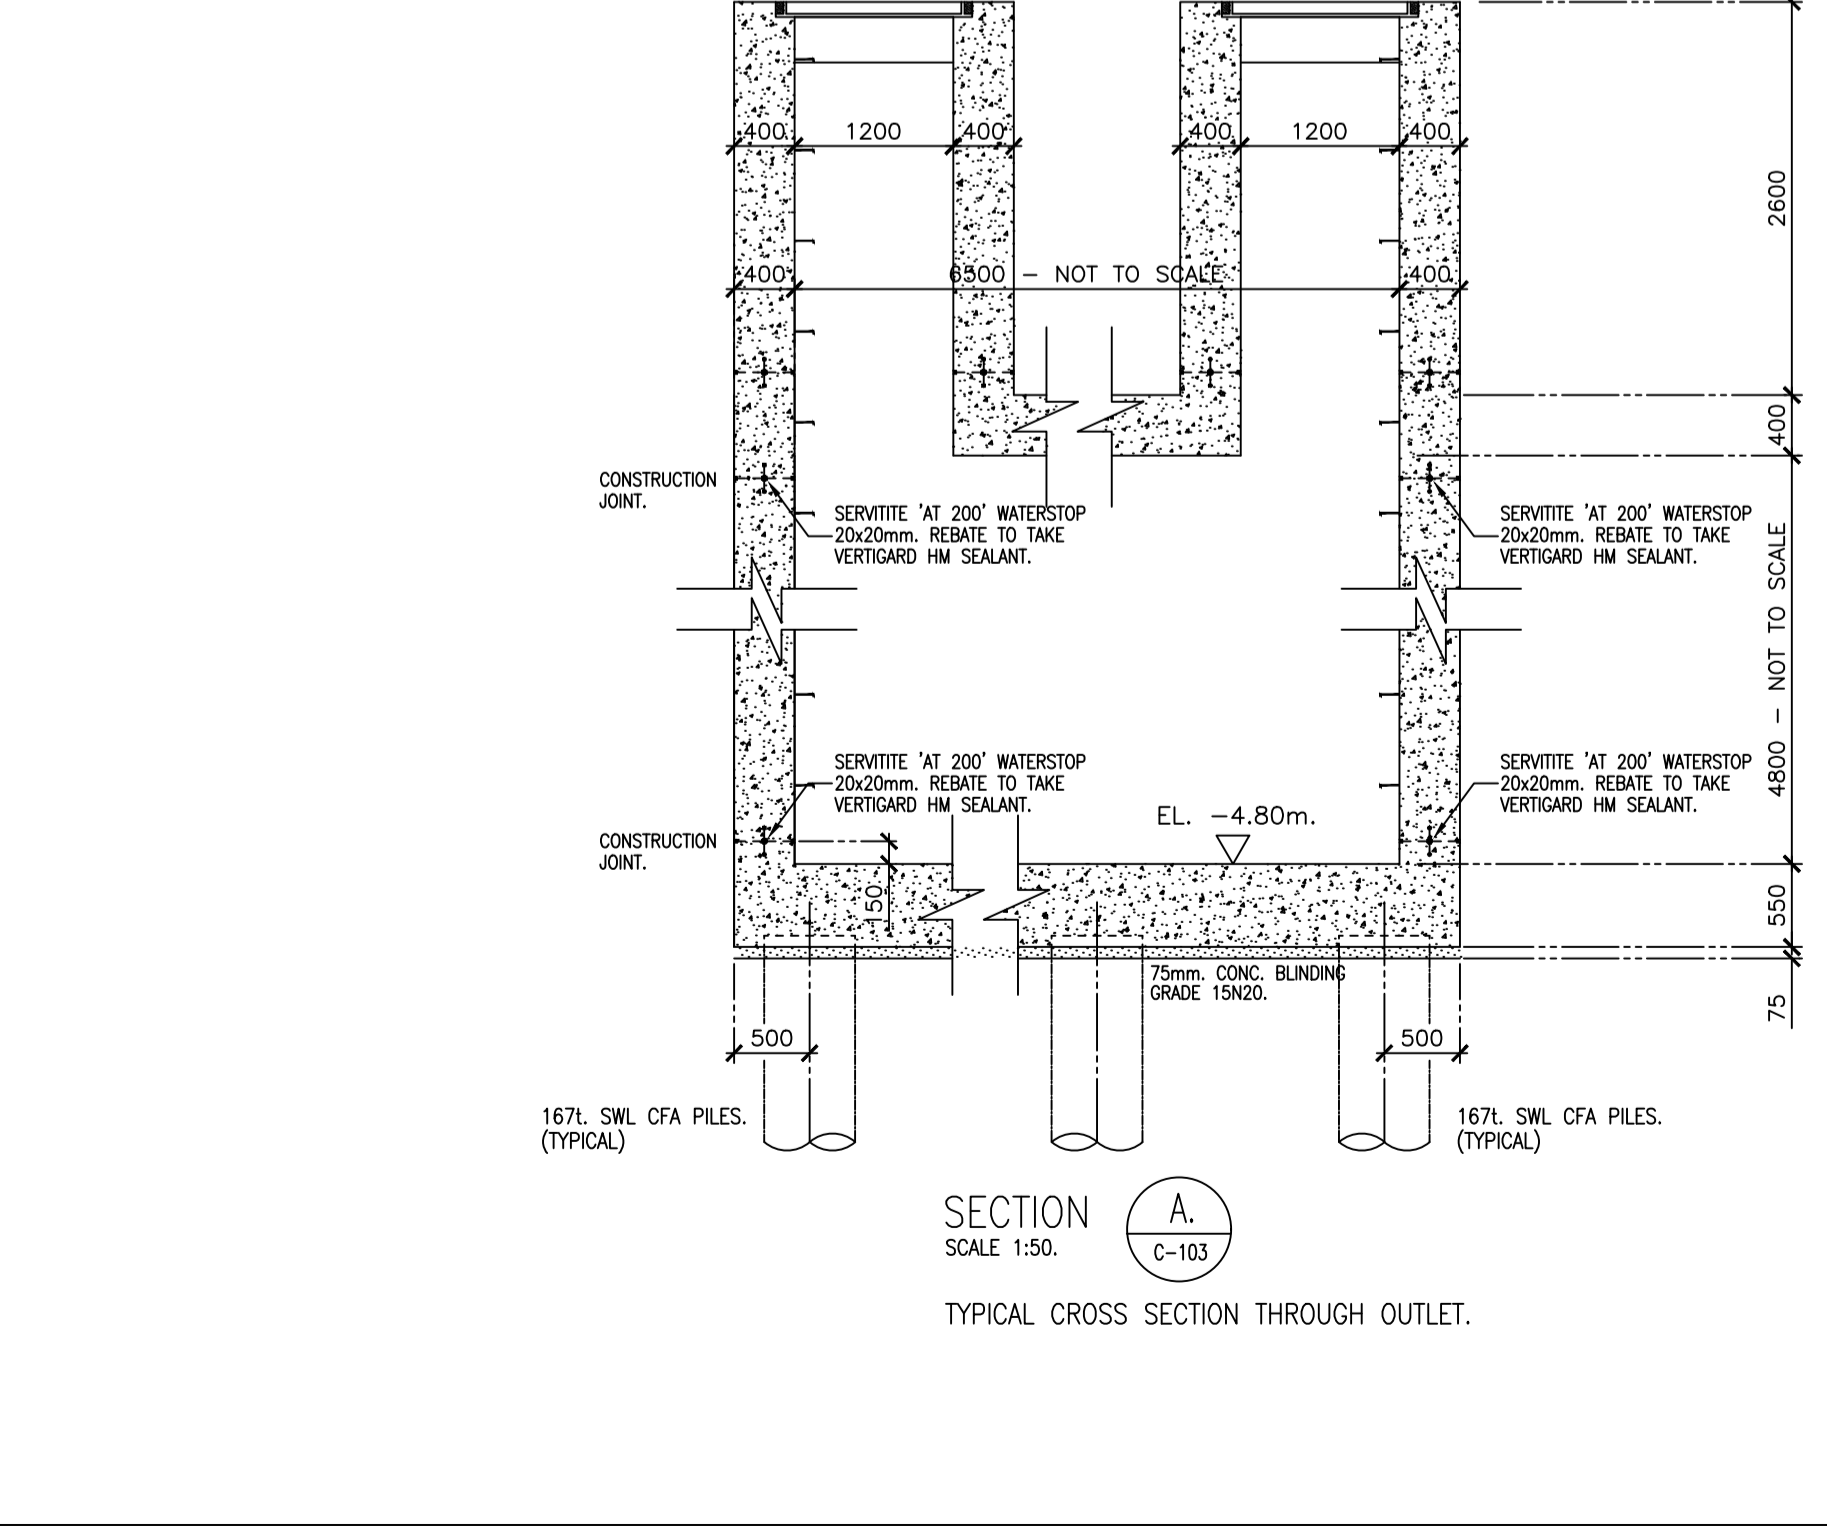 400 1200 400 400 1200 400
2600
400 6500 - NOT TO SCALE 400
400
CONSTRUCTION
JOINT.
SERVITITE 'AT 200' WATERSTOP
20x20mm. REBATE TO TAKE
VERTIGARD HM SEALANT.
SERVITITE 'AT 200' WATERSTOP
20x20mm. REBATE TO TAKE
VERTIGARD HM SEALANT.
4800 - NOT TO SCALE
SERVITITE 'AT 200' WATERSTOP
20x20mm. REBATE TO TAKE
VERTIGARD HM SEALANT.
SERVITITE 'AT 200' WATERSTOP
20x20mm. REBATE TO TAKE
VERTIGARD HM SEALANT.
EL. -4.80m.
CONSTRUCTION
JOINT.
150
550
75mm. CONC. BLINDING
GRADE 15N20.
75
500
500
167t. SWL CFA PILES.
(TYPICAL)
167t. SWL CFA PILES.
(TYPICAL)
SECTION
SCALE 1:50.
A.
C-103
TYPICAL CROSS SECTION THROUGH OUTLET.